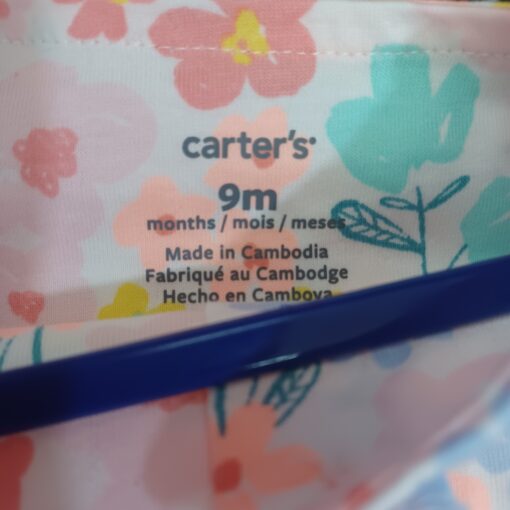 carter's
9m
months / mois / meses
Made in Cambodia
Fabriqué au Cambodge
Hecho en Camboya